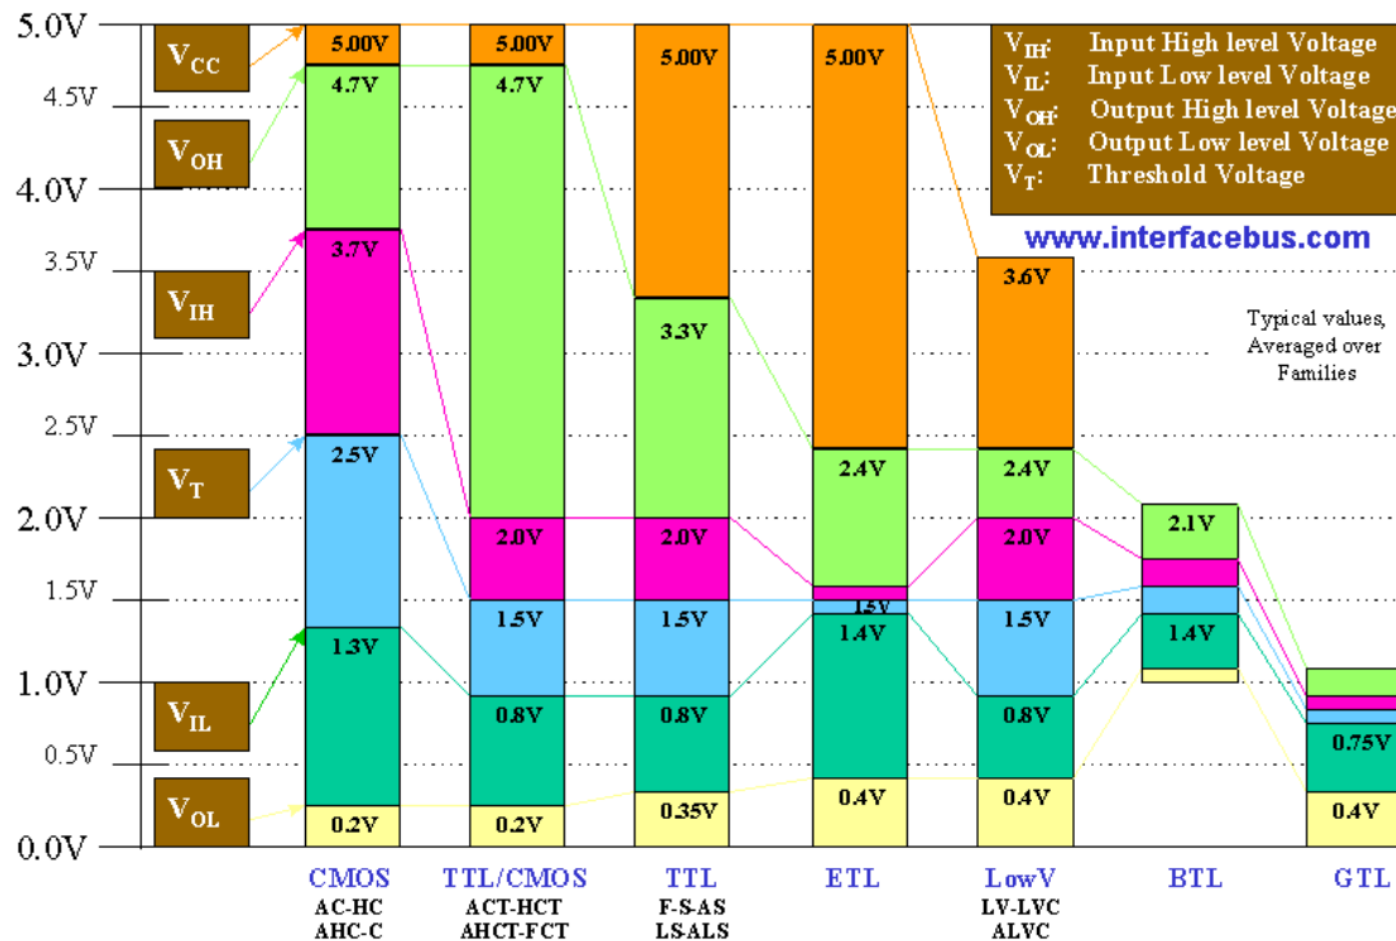 5.0V
4.5V
4.0V
3.5V
3.0V
2.5V
2.0V
1.5V
1.0V
0.5V
0.0V
VCC
VOH
VIH
VT
VIL
VOL
5.00V
4.7V
3.7V
2.5V
1.3V
0.2V
CMOS
AC-HC
AHC-C
5.00V
4.7V
2.0V
1.5V
0.8V
0.2V
TTL/CMOS
ACT-HCT
AHCT-FCT
5.00V
3.3V
2.0V
1.5V
0.8V
0.35V
TTL
F-S-AS
LS-ALS
5.00V
2.4V
1.5V
1.4V
0.4V
ETL
3.6V
2.4V
2.0V
1.5V
0.8V
0.4V
LowV
LV-LVC
ALVC
2.1V
1.4V
BTL
0.75V
0.4V
GTL
VIH: Input High level Voltage
VIL: Input Low level Voltage
VOH: Output High level Voltage
VOL: Output Low level Voltage
VT: Threshold Voltage
www.interfacebus.com
Typical values,
Averaged over
Families